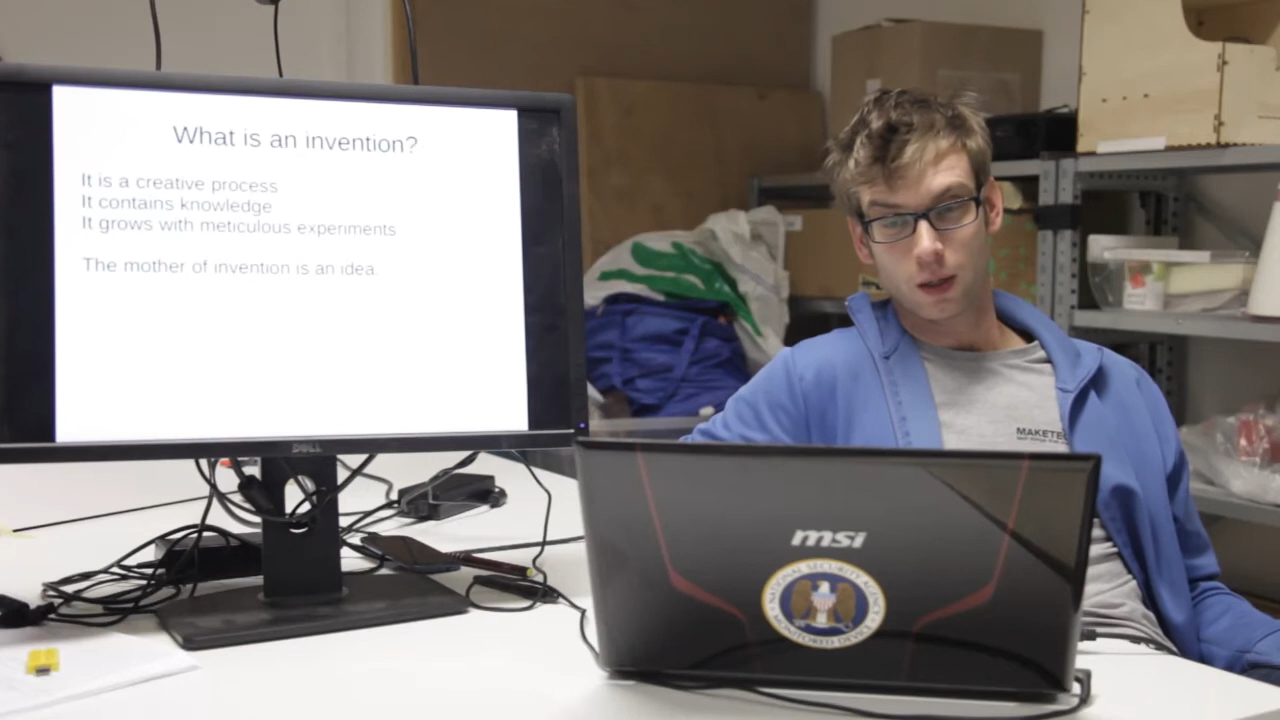 What is an invention?
It is a creative process
It contains knowledge
It grows with meticulous experiments
The mother of invention is an idea.
DELL
MAKETEC
msi
NATIONAL SECURITY AGENCY
MONITORED DEVICE